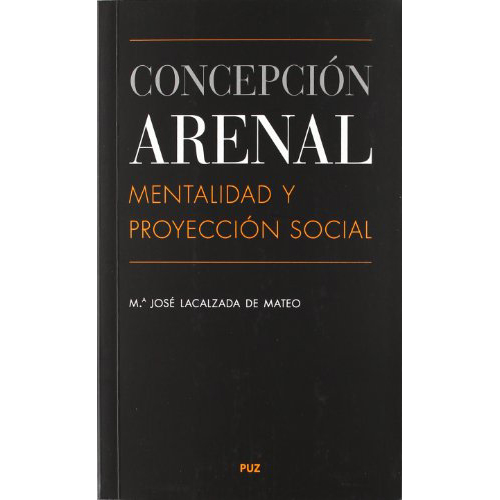 CONCEPCIÓN
ARENAL
MENTALIDAD Y
PROYECCIÓN SOCIAL
M.ª JOSÉ LACALZADA DE MATEO
PUZ